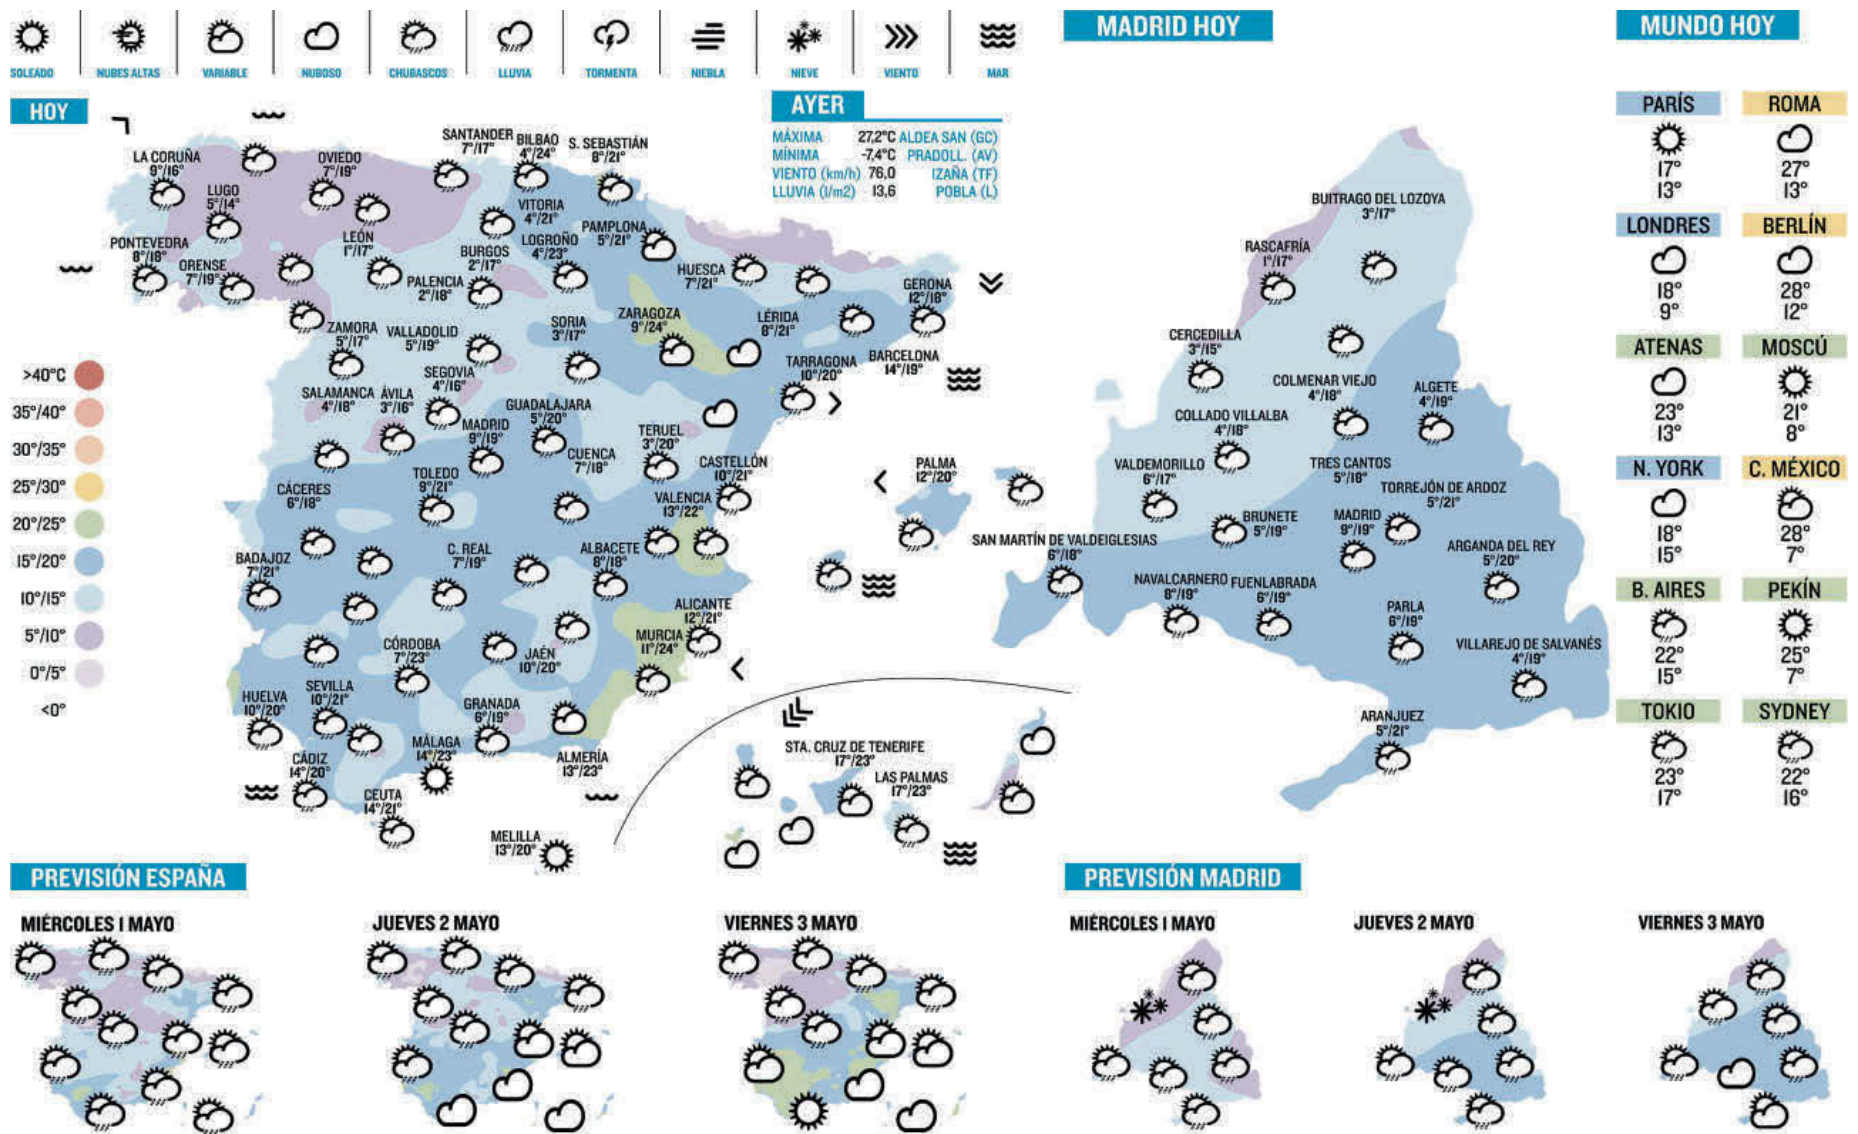 SOLEADO
NUBES ALTAS
VARIABLE
NUBOSO
CHUBASCOS
LLUVIA
TORMENTA
NIEBLA
NIEVE
VIENTO
MAR
HOY
AYER
MÁXIMA 27,2°C ALDEA SAN (GC)
MÍNIMA -7,4°C PRADOLL. (AV)
VIENTO (km/h) 76,0 IZAÑA (TF)
LLUVIA (l/m2) 13,6 POBLA (L)
LA CORUÑA
9°/16°
LUGO
5°/14°
OVIEDO
7°/19°
SANTANDER
7°/17°
BILBAO
4°/24°
S. SEBASTIÁN
8°/21°
VITORIA
4°/21°
PAMPLONA
5°/21°
LOGROÑO
4°/23°
PONTEVEDRA
8°/18°
ORENSE
7°/19°
LEÓN
1°/17°
BURGOS
2°/17°
PALENCIA
2°/18°
HUESCA
7°/21°
GERONA
12°/18°
ZAMORA
5°/17°
VALLADOLID
5°/19°
SORIA
3°/17°
ZARAGOZA
9°/24°
LÉRIDA
8°/21°
BARCELONA
14°/19°
TARRAGONA
10°/20°
SEGOVIA
4°/16°
SALAMANCA
4°/18°
ÁVILA
3°/16°
GUADALAJARA
5°/20°
MADRID
9°/19°
TERUEL
3°/20°
CUENCA
7°/18°
CASTELLÓN
10°/21°
TOLEDO
9°/21°
CÁCERES
6°/18°
VALENCIA
13°/22°
PALMA
12°/20°
C. REAL
7°/19°
ALBACETE
8°/18°
BADAJOZ
7°/21°
ALICANTE
12°/21°
MURCIA
11°/24°
CÓRDOBA
7°/23°
JAÉN
10°/20°
HUELVA
10°/20°
SEVILLA
10°/21°
GRANADA
6°/19°
MÁLAGA
14°/23°
ALMERÍA
13°/23°
CÁDIZ
14°/20°
CEUTA
14°/21°
MELILLA
13°/20°
STA. CRUZ DE TENERIFE
17°/23°
LAS PALMAS
17°/23°
>40°C
35°/40°
30°/35°
25°/30°
20°/25°
15°/20°
10°/15°
5°/10°
0°/5°
<0°
MADRID HOY
BUITRAGO DEL LOZOYA
3°/17°
RASCAFRÍA
1°/17°
CERCEDILLA
3°/15°
COLMENAR VIEJO
4°/18°
ALGETE
4°/19°
COLLADO VILLALBA
4°/18°
VALDEMORILLO
6°/17°
TRES CANTOS
5°/18°
TORREJÓN DE ARDOZ
5°/21°
BRUNETE
5°/19°
MADRID
9°/19°
SAN MARTÍN DE VALDEIGLESIAS
6°/18°
ARGANDA DEL REY
5°/20°
NAVALCARNERO
8°/19°
FUENLABRADA
6°/19°
PARLA
6°/19°
VILLAREJO DE SALVANÉS
4°/19°
ARANJUEZ
5°/21°
MUNDO HOY
PARÍS ROMA
17° 27°
13° 13°
LONDRES BERLÍN
18° 28°
9° 12°
ATENAS MOSCÚ
23° 21°
13° 8°
N. YORK C. MÉXICO
18° 28°
15° 7°
B. AIRES PEKÍN
22° 25°
15° 7°
TOKIO SYDNEY
23° 22°
17° 16°
PREVISIÓN ESPAÑA
MIÉRCOLES 1 MAYO
JUEVES 2 MAYO
VIERNES 3 MAYO
PREVISIÓN MADRID
MIÉRCOLES 1 MAYO
JUEVES 2 MAYO
VIERNES 3 MAYO